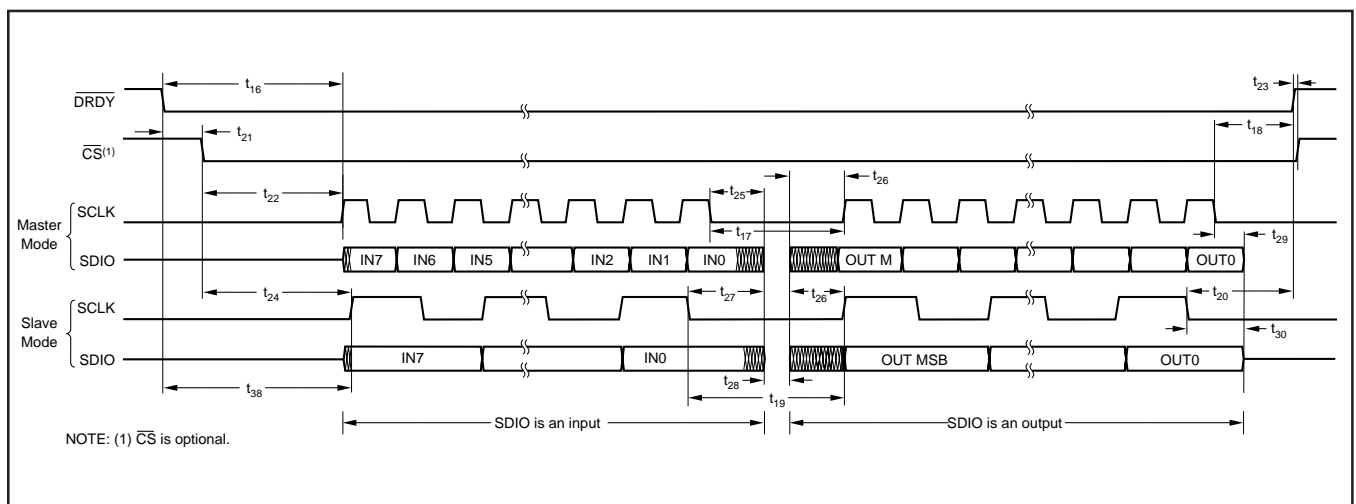 t16
t23
DRDY
t18
t21
CS(1)
t22
t25
t26
SCLK
Master
Mode
t17
t29
SDIO
IN7 IN6 IN5 IN2 IN1 IN0 OUT M OUT0
t24
t27
t26
t20
SCLK
Slave
Mode
t30
SDIO
IN7 IN0 OUT MSB OUT0
t28
t38
t19
SDIO is an input
SDIO is an output
NOTE: (1) CS is optional.